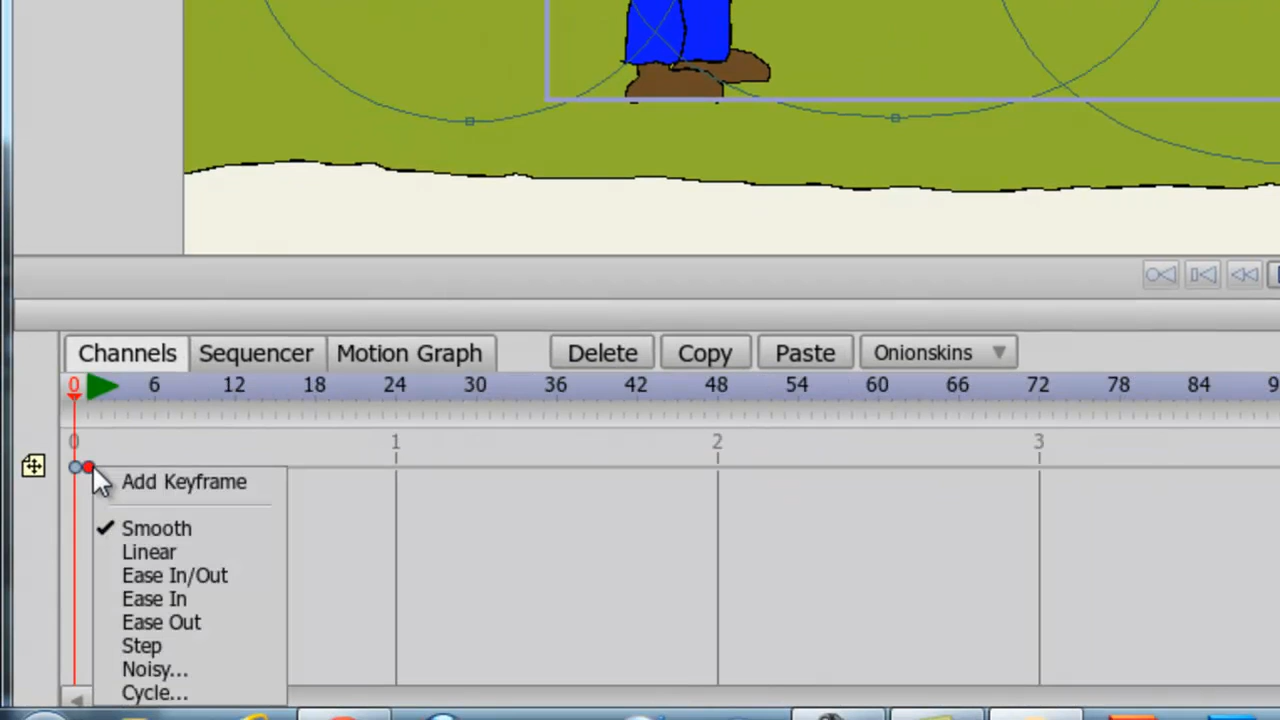 Channels Sequencer Motion Graph Delete Copy Paste Onionskins
0 6 12 18 24 30 36 42 48 54 60 66 72 78 84
0 1 2 3
Add Keyframe
Smooth
Linear
Ease In/Out
Ease In
Ease Out
Step
Noisy...
Cycle...